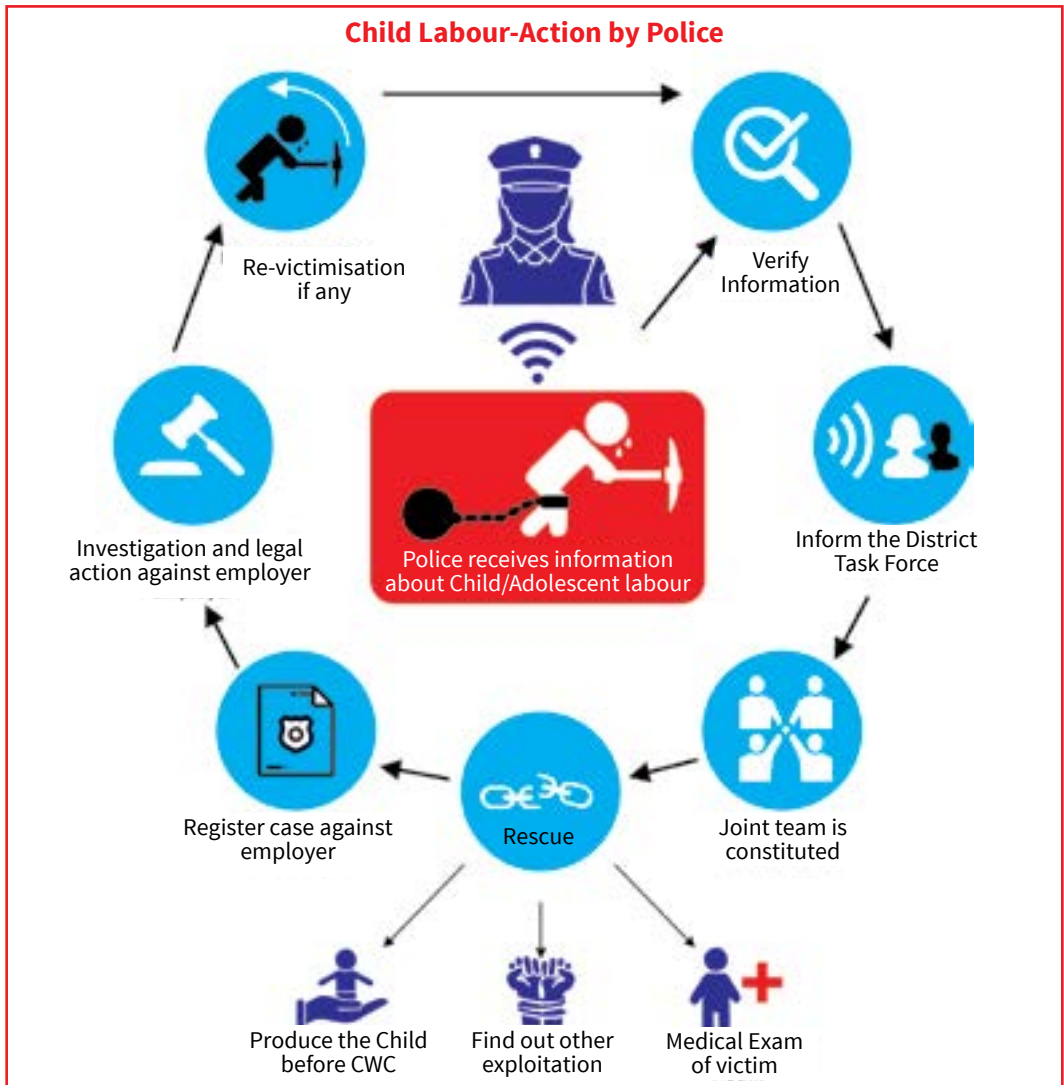 Child Labour-Action by Police
Re-victimisation
if any
Verify
Information
Police receives information
about Child/Adolescent labour
Investigation and legal
action against employer
Inform the District
Task Force
Register case against
employer
Rescue
Joint team is
constituted
Produce the Child
before CWC
Find out other
exploitation
Medical Exam
of victim